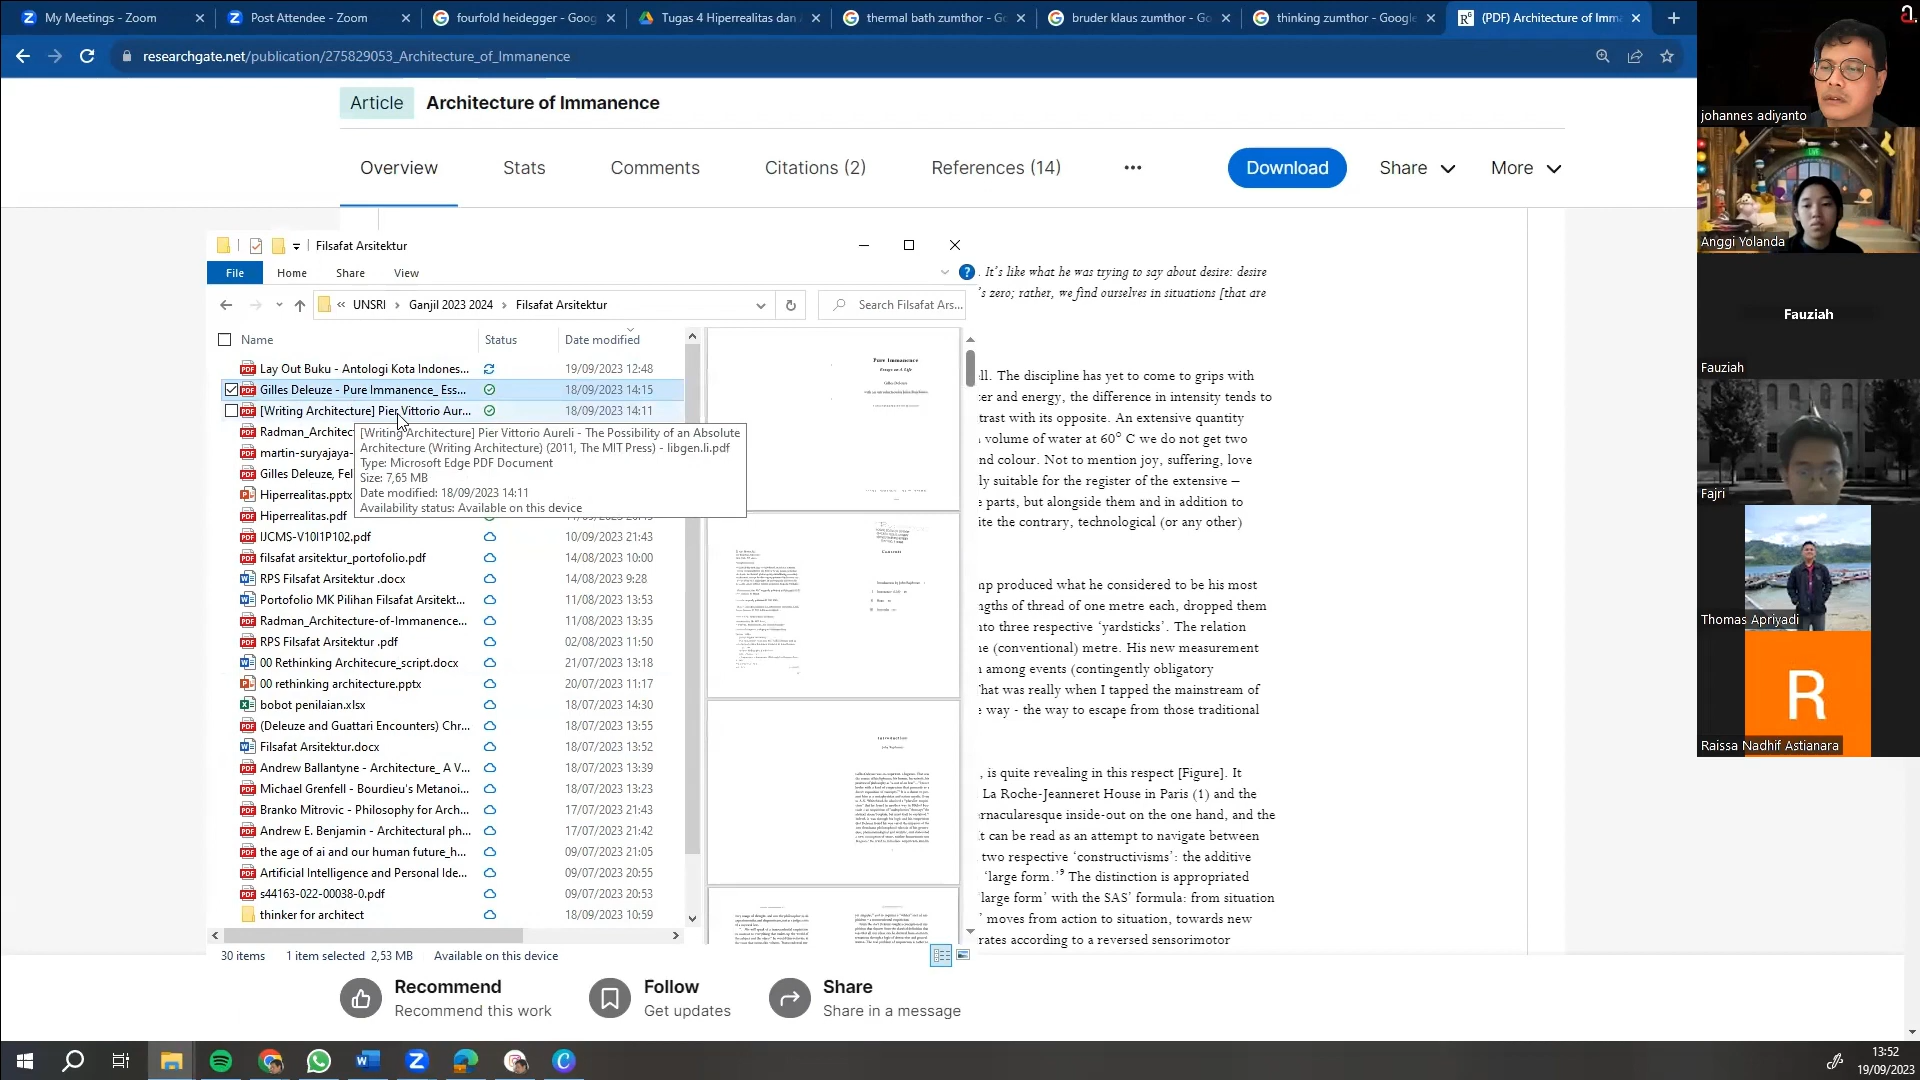 My Meetings - Zoom
Post Attendee - Zoom
fourfold heidegger - Goog
Tugas 4 Hiperrealitas dan
thermal bath zumthor - Go
bruder klaus zumthor - Go
thinking zumthor - Google
(PDF) Architecture of Imma
researchgate.net/publication/275829053_Architecture_of_Immanence
Article Architecture of Immanence
Overview Stats Comments Citations (2) References (14) ••• Download Share More
Filsafat Arsitektur
File Home Share View
« UNSRI › Ganjil 2023 2024 › Filsafat Arsitektur
Search Filsafat Ars...
Name Status Date modified
Lay Out Buku - Antologi Kota Indones... 19/09/2023 12:48
Gilles Deleuze - Pure Immanence_ Ess... 18/09/2023 14:15
[Writing Architecture] Pier Vittorio Aur... 18/09/2023 14:11
Radman_Architec
martin-suryajaya-
Gilles Deleuze, Fel
Hiperrealitas.pptx
Hiperrealitas.pdf
[Writing Architecture] Pier Vittorio Aureli - The Possibility of an Absolute
Architecture (Writing Architecture) (2011, The MIT Press) - libgen.li.pdf
Type: Microsoft Edge PDF Document
Size: 7,65 MB
Date modified: 18/09/2023 14:11
Availability status: Available on this device
IJCMS-V10I1P102.pdf 10/09/2023 21:43
filsafat arsitektur_portofolio.pdf 14/08/2023 10:00
RPS Filsafat Arsitektur .docx 14/08/2023 9:28
Portofolio MK Pilihan Filsafat Arsitekt... 11/08/2023 13:53
Radman_Architecture-of-Immanence... 11/08/2023 13:35
RPS Filsafat Arsitektur .pdf 02/08/2023 11:50
00 Rethinking Architecure_script.docx 21/07/2023 13:18
00 rethinking architecture.pptx 20/07/2023 11:17
bobot penilaian.xlsx 18/07/2023 14:30
(Deleuze and Guattari Encounters) Chr... 18/07/2023 13:55
Filsafat Arsitektur.docx 18/07/2023 13:52
Andrew Ballantyne - Architecture_ A V... 18/07/2023 13:39
Michael Grenfell - Bourdieu's Metanoi... 18/07/2023 13:23
Branko Mitrovic - Philosophy for Arch... 17/07/2023 21:43
Andrew E. Benjamin - Architectural ph... 17/07/2023 21:42
the age of ai and our human future_h... 09/07/2023 21:05
Artificial Intelligence and Personal Ide... 09/07/2023 20:55
s44163-022-00038-0.pdf 09/07/2023 20:53
thinker for architect 18/09/2023 10:59
30 items 1 item selected 2,53 MB Available on this device
Pure Immanence
Essays on A Life
Gilles Deleuze
Contents
Introduction
. It's like what he was trying to say about desire: desire
's zero; rather, we find ourselves in situations [that are
ll. The discipline has yet to come to grips with
ter and energy, the difference in intensity tends to
trast with its opposite. An extensive quantity
volume of water at 60° C we do not get two
nd colour. Not to mention joy, suffering, love
ly suitable for the register of the extensive –
e parts, but alongside them and in addition to
ite the contrary, technological (or any other)
mp produced what he considered to be his most
ngths of thread of one metre each, dropped them
nto three respective 'yardsticks'. The relation
ne (conventional) metre. His new measurement
n among events (contingently obligatory
That was really when I tapped the mainstream of
e way - the way to escape from those traditional
, is quite revealing in this respect [Figure]. It
La Roche-Jeanneret House in Paris (1) and the
rnacularesque inside-out on the one hand, and the
It can be read as an attempt to navigate between
two respective 'constructivisms': the additive
'large form.'⁹ The distinction is appropriated
'large form' with the SAS' formula: from situation
' moves from action to situation, towards new
rates according to a reversed sensorimotor
Recommend
Recommend this work
Follow
Get updates
Share
Share in a message
johannes adiyanto
LIVE
Anggi Yolanda
Fauziah
Fauziah
Fajri
Thomas Apriyadi
R
Raissa Nadhif Astianara
13:52
19/09/2023